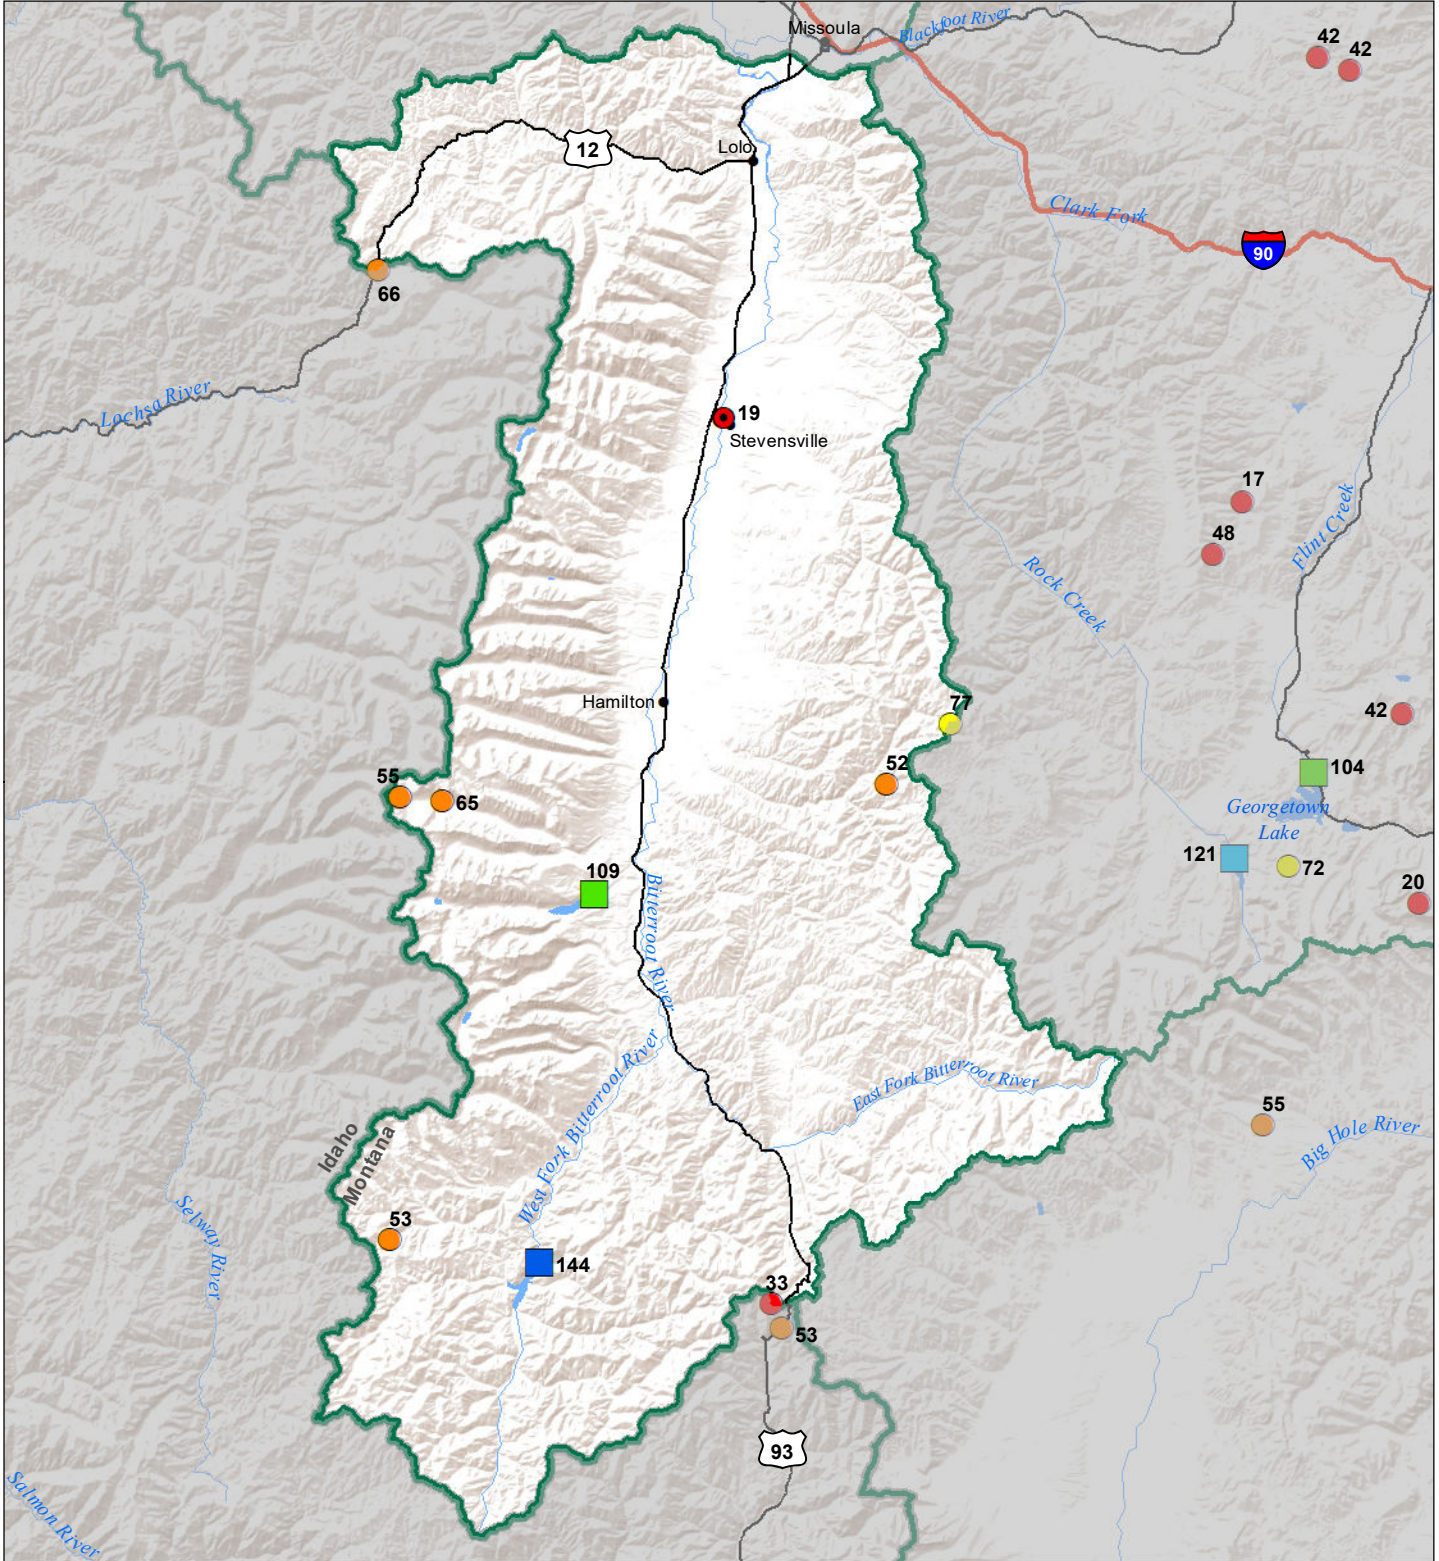 Missoula
Blackfoot River
42
42
12
Lolo
Clark Fork
90
66
Lochsa River
19
Stevensville
17
48
Flint Creek
Rock Creek
Hamilton
77
42
52
55
65
104
Georgetown
Lake
121
72
109
20
Bitterroot River
West Fork Bitterroot River
East Fork Bitterroot River
55
Big Hole River
Idaho
Montana
Selway River
53
144
33
53
93
Salmon River